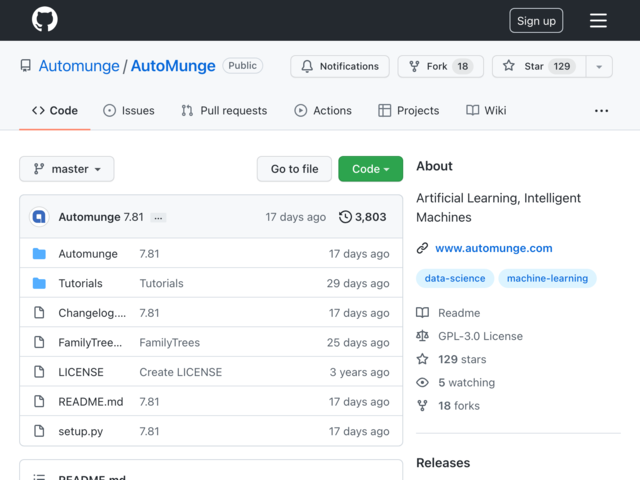 Sign up
Automunge / AutoMunge Public
Notifications
Fork 18
Star 129
Code
Issues
Pull requests
Actions
Projects
Wiki
master
Go to file
Code
Automunge 7.81 ... 17 days ago 3,803
Automunge 7.81 17 days ago
Tutorials Tutorials 29 days ago
Changelog.... 7.81 17 days ago
FamilyTree... FamilyTrees 25 days ago
LICENSE Create LICENSE 3 years ago
README.md 7.81 17 days ago
setup.py 7.81 17 days ago
README.md
About
Artificial Learning, Intelligent
Machines
www.automunge.com
data-science machine-learning
Readme
GPL-3.0 License
129 stars
5 watching
18 forks
Releases